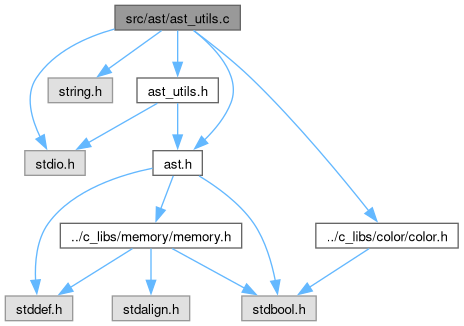 src/ast/ast_utils.c
string.h
ast_utils.h
stdio.h
ast.h
../c_libs/memory/memory.h
../c_libs/color/color.h
stddef.h
stdalign.h
stdbool.h